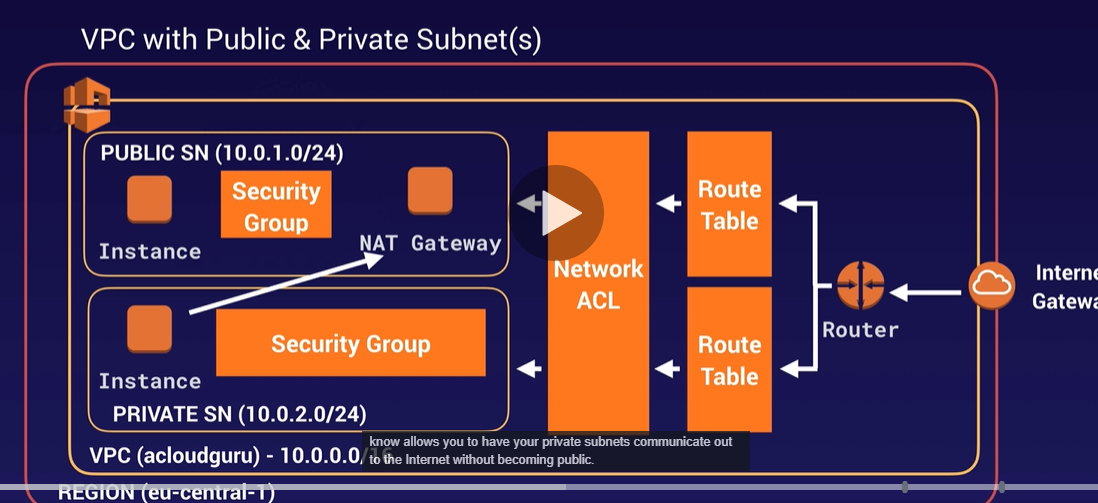 VPC with Public & Private Subnet(s)
PUBLIC SN (10.0.1.0/24)
Security
Group
Instance
NAT Gateway
Security Group
Instance
PRIVATE SN (10.0.2.0/24)
Network
ACL
Route
Table
Route
Table
Router
Interne
Gatewa
know allows you to have your private subnets communicate out
to the Internet without becoming public.
VPC (acloudguru) - 10.0.0.0/16
REGION (eu-central-1)